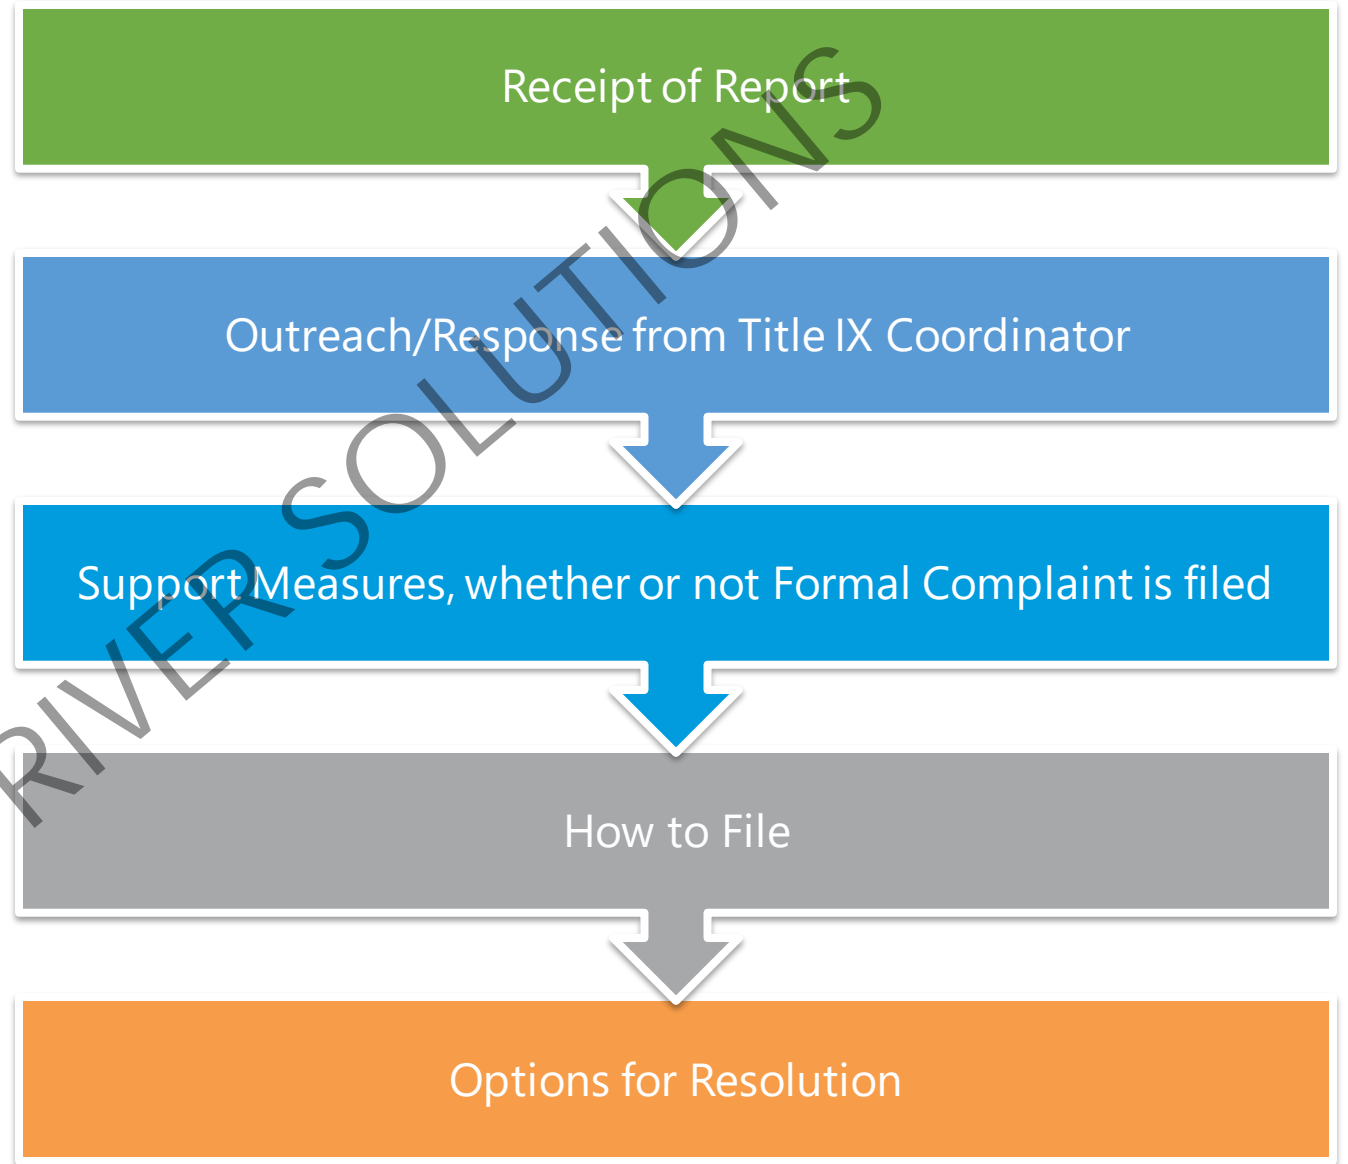 Receipt of Report
Outreach/Response from Title IX Coordinator
Support Measures, whether or not Formal Complaint is filed
How to File
Options for Resolution
RIVER SOLUTIONS